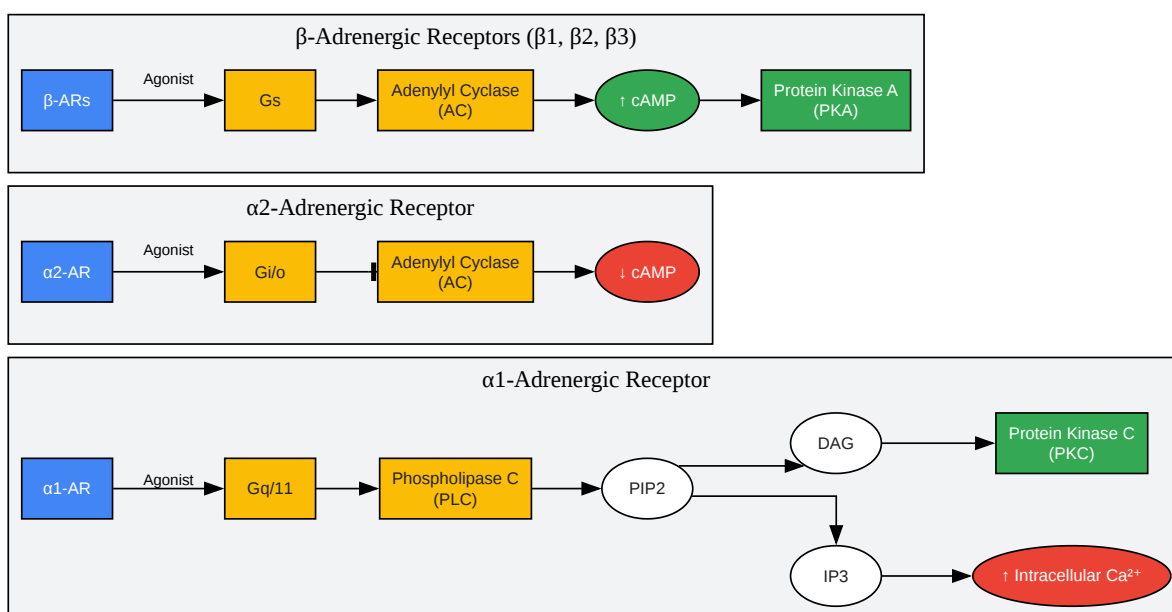 β-Adrenergic Receptors (β1, β2, β3)
β-ARs
Agonist
Gs
Adenylyl Cyclase
(AC)
↑ cAMP
Protein Kinase A
(PKA)
α2-Adrenergic Receptor
α2-AR
Agonist
Gi/o
Adenylyl Cyclase
(AC)
↓ cAMP
α1-Adrenergic Receptor
α1-AR
Agonist
Gq/11
Phospholipase C
(PLC)
PIP2
DAG
Protein Kinase C
(PKC)
IP3
↑ Intracellular Ca²⁺